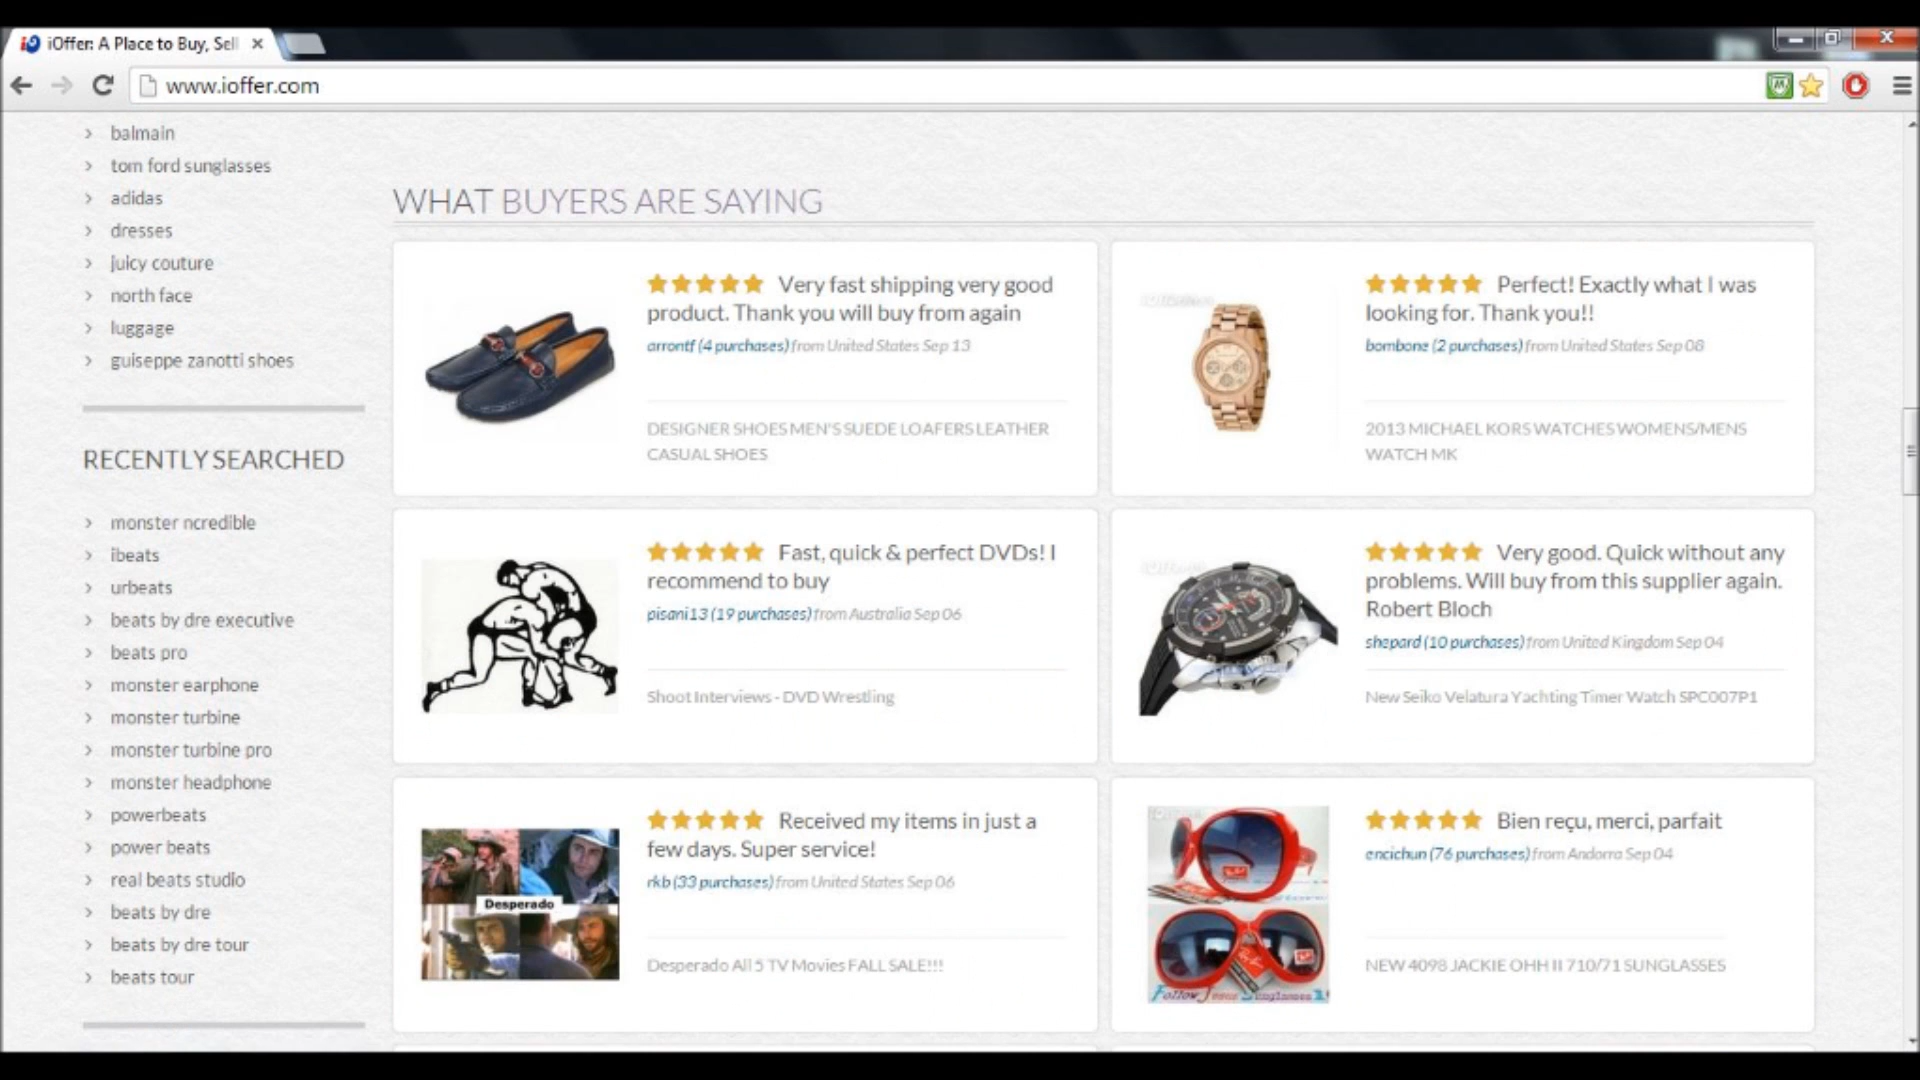 iOffer: A Place to Buy, Sell
www.ioffer.com
balmain
tom ford sunglasses
adidas
dresses
juicy couture
north face
luggage
guiseppe zanotti shoes
RECENTLY SEARCHED
monster ncredible
ibeats
urbeats
beats by dre executive
beats pro
monster earphone
monster turbine
monster turbine pro
monster headphone
powerbeats
power beats
real beats studio
beats by dre
beats by dre tour
beats tour
WHAT BUYERS ARE SAYING
Very fast shipping very good
product. Thank you will buy from again
arrontf (4 purchases) from United States Sep 13
DESIGNER SHOES MEN'S SUEDE LOAFERS LEATHER
CASUAL SHOES
Perfect! Exactly what I was
looking for. Thank you!!
bombone (2 purchases) from United States Sep 08
2013 MICHAEL KORS WATCHES WOMENS/MENS
WATCH MK
Fast, quick & perfect DVDs! I
recommend to buy
pisani13 (19 purchases) from Australia Sep 06
Shoot Interviews - DVD Wrestling
Very good. Quick without any
problems. Will buy from this supplier again.
Robert Bloch
shepard (10 purchases) from United Kingdom Sep 04
New Seiko Velatura Yachting Timer Watch SPC007P1
Desperado
Received my items in just a
few days. Super service!
rkb (33 purchases) from United States Sep 06
Desperado All 5 TV Movies FALL SALE!!!
Bien reçu, merci, parfait
encichun (76 purchases) from Andorra Sep 04
NEW 4098 JACKIE OHH II 710/71 SUNGLASSES